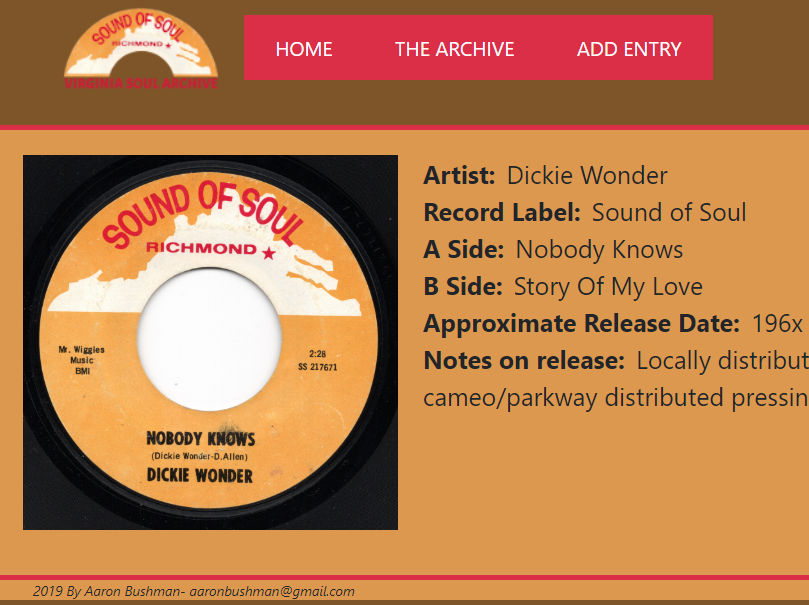 SOUND OF SOUL
RICHMOND ★
VIRGINIA SOUL ARCHIVE
HOME THE ARCHIVE ADD ENTRY
SOUND OF SOUL
RICHMOND ★
Mr. Wiggles
Music
BMI
2:28
SS 217671
NOBODY KNOWS
(Dickie Wonder-D.Allen)
DICKIE WONDER
Artist: Dickie Wonder
Record Label: Sound of Soul
A Side: Nobody Knows
B Side: Story Of My Love
Approximate Release Date: 196x
Notes on release: Locally distribut
cameo/parkway distributed pressin
2019 By Aaron Bushman- aaronbushman@gmail.com